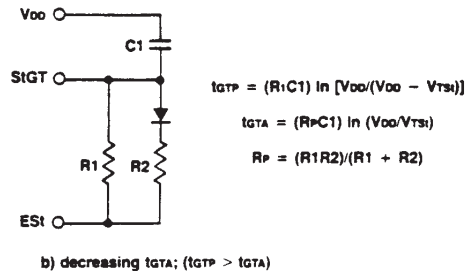 VDD
C1
StGT
tGTP = (R1C1) ln [VDD/(VDD – VTSt)]
tGTA = (RPC1) ln (VDD/VTSt)
RP = (R1R2)/(R1 + R2)
R1
R2
ESt
b) decreasing tGTA; (tGTP > tGTA)